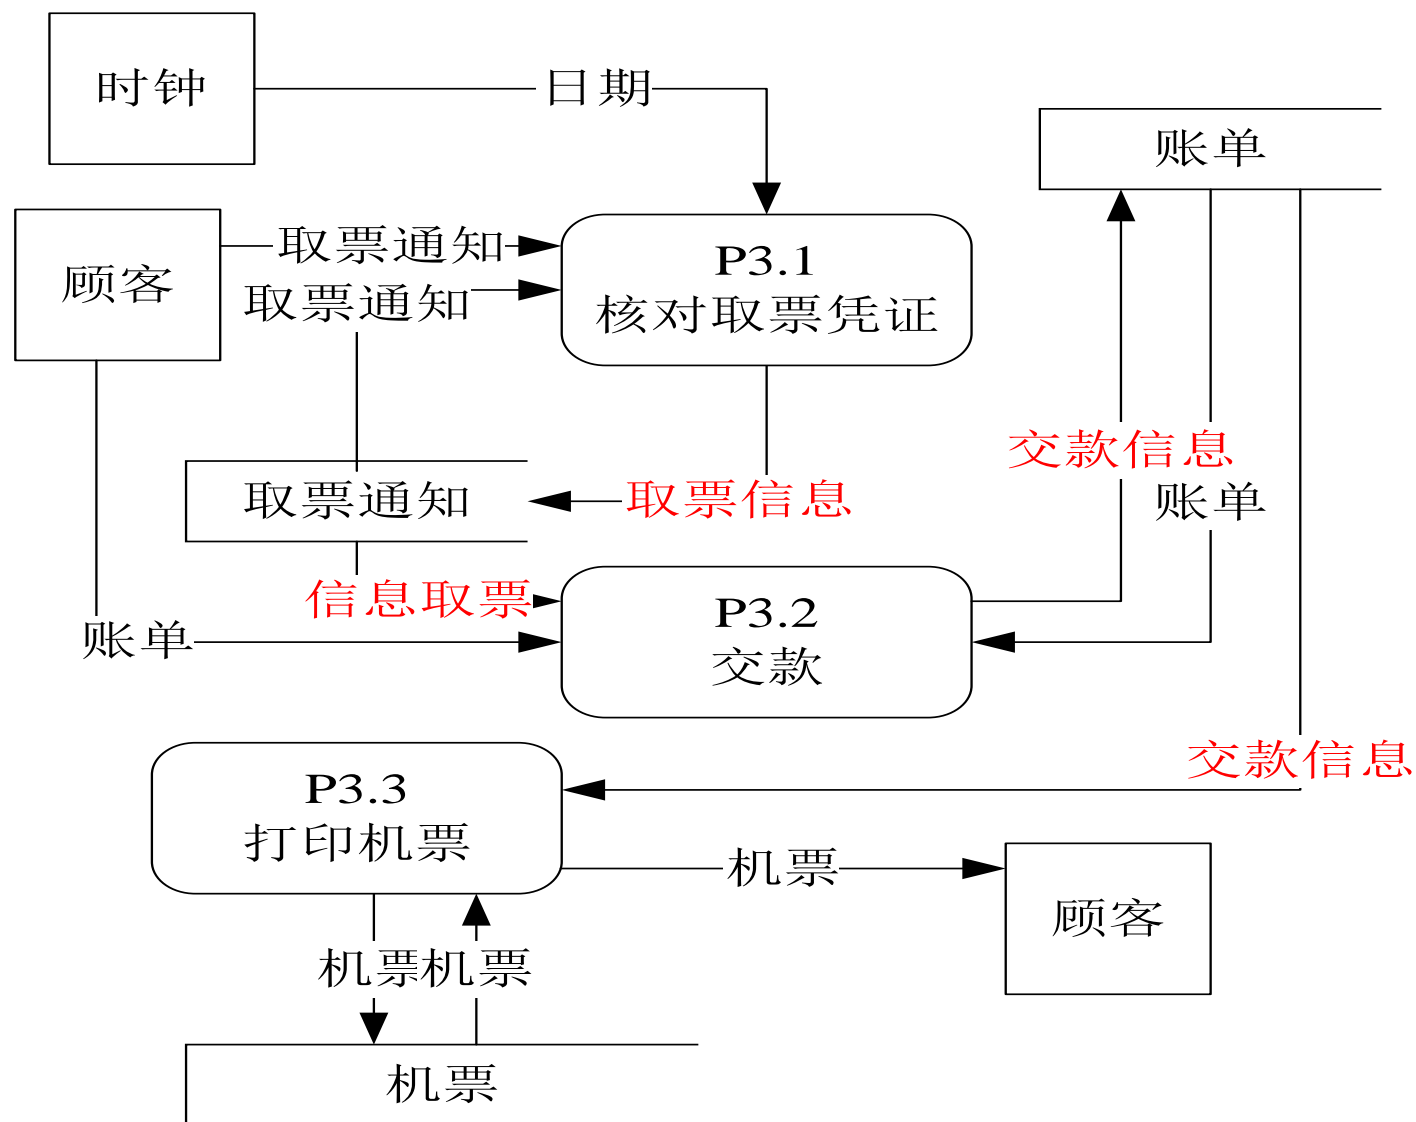 时钟
日期
账单
取票通知
顾客
取票通知
P3.1
核对取票凭证
交款信息
取票通知
取票信息
账单
信息取票
账单
P3.2
交款
交款信息
P3.3
打印机票
机票
顾客
机票
机票
机票